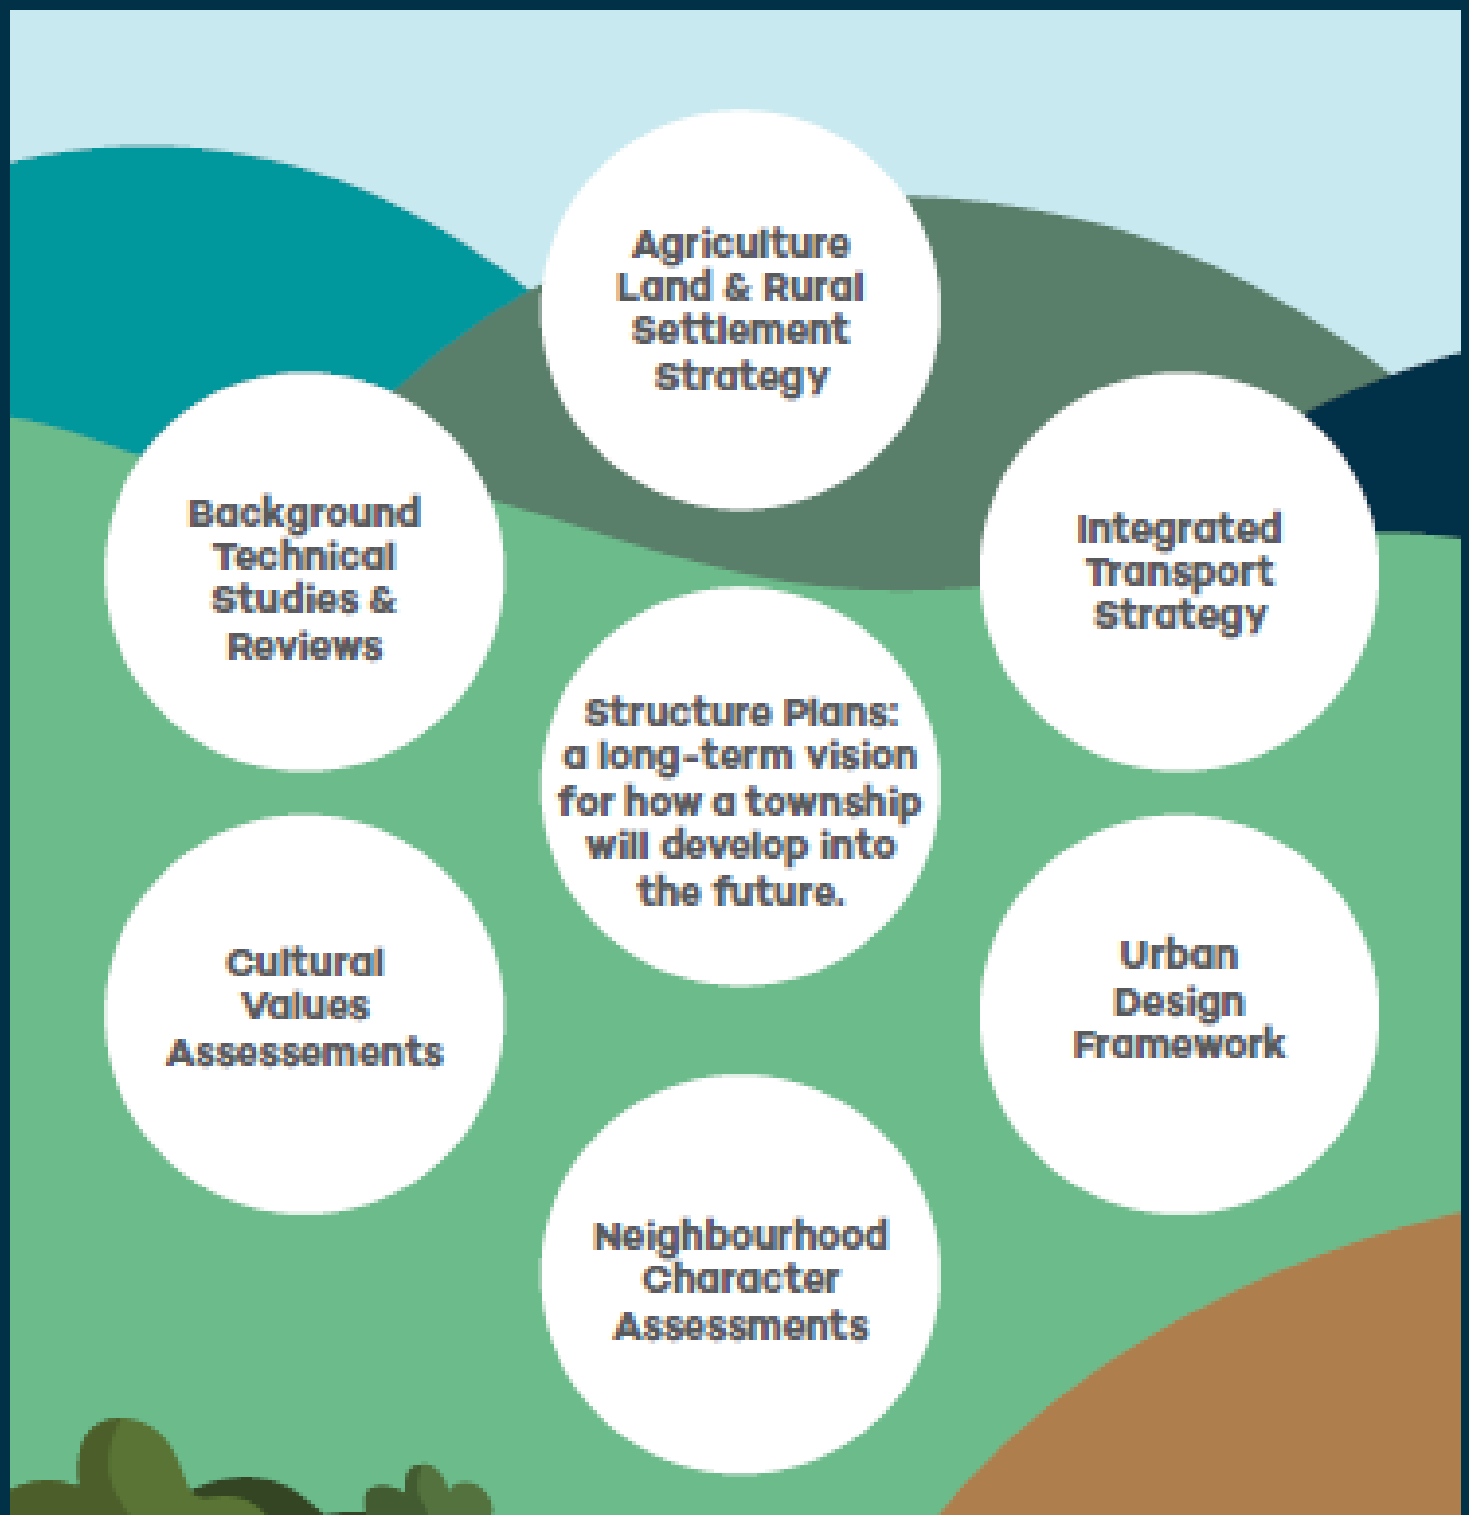 Agriculture
Land & Rural
Settlement
Strategy
Background
Technical
Studies &
Reviews
Integrated
Transport
Strategy
Structure Plans:
a long-term vision
for how a township
will develop into
the future.
Cultural
Values
Assessements
Urban
Design
Framework
Neighbourhood
Character
Assessments